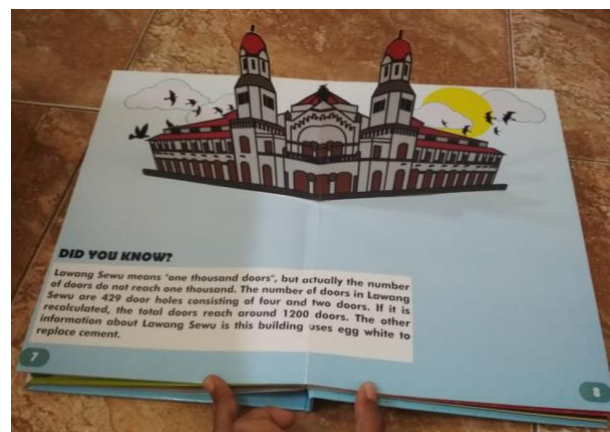 DID YOU KNOW?
Lawang Sewu means "one thousand doors", but actually the number
of doors do not reach one thousand. The number of doors in Lawang
Sewu are 429 door holes consisting of four and two doors. If it is
recalculated, the total doors reach around 1200 doors. The other
information about Lawang Sewu is this building uses egg white to
replace cement.
7
8